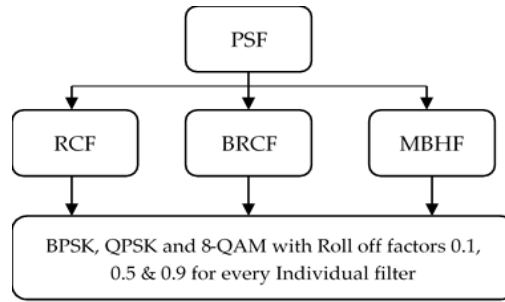 PSF
RCF
BRCF
MBHF
BPSK, QPSK and 8-QAM with Roll off factors 0.1,
0.5 & 0.9 for every Individual filter